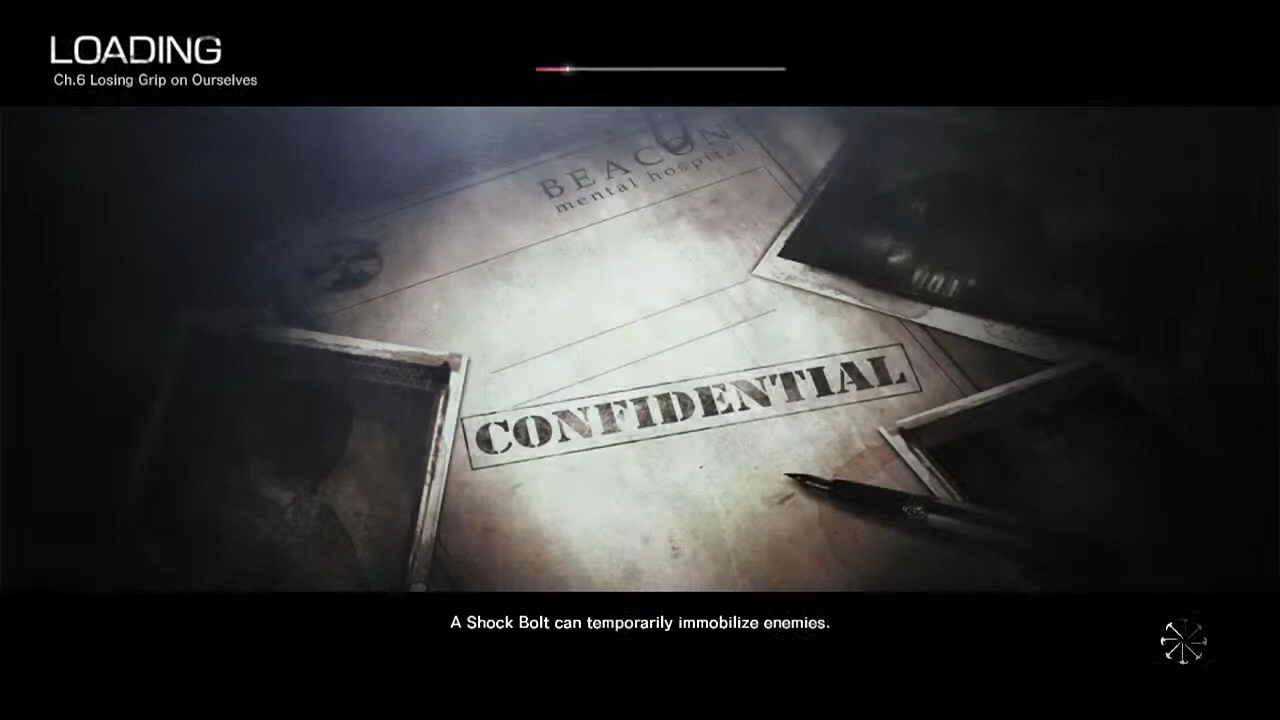 LOADING
Ch.6 Losing Grip on Ourselves
BEACON
mental hospital
CONFIDENTIAL
A Shock Bolt can temporarily immobilize enemies.